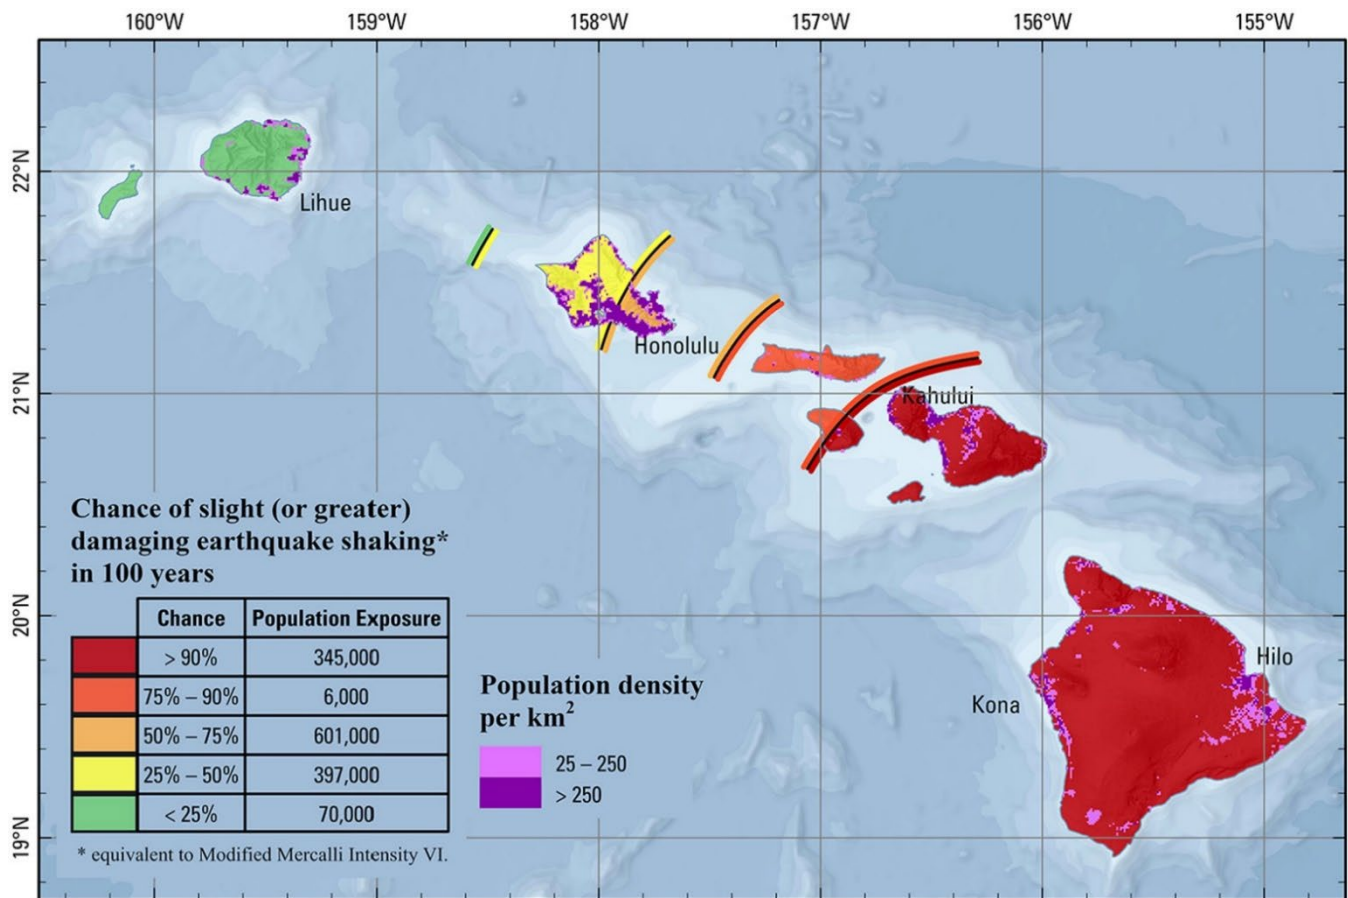 160°W 159°W 158°W 157°W 156°W 155°W
22°N
Lihue
Honolulu
21°N
Kahului
Chance of slight (or greater)
damaging earthquake shaking*
in 100 years
Chance Population Exposure
> 90% 345,000
75% – 90% 6,000
50% – 75% 601,000
25% – 50% 397,000
< 25% 70,000
* equivalent to Modified Mercalli Intensity VI.
Population density
per km2
25 – 250
> 250
20°N
Hilo
Kona
19°N